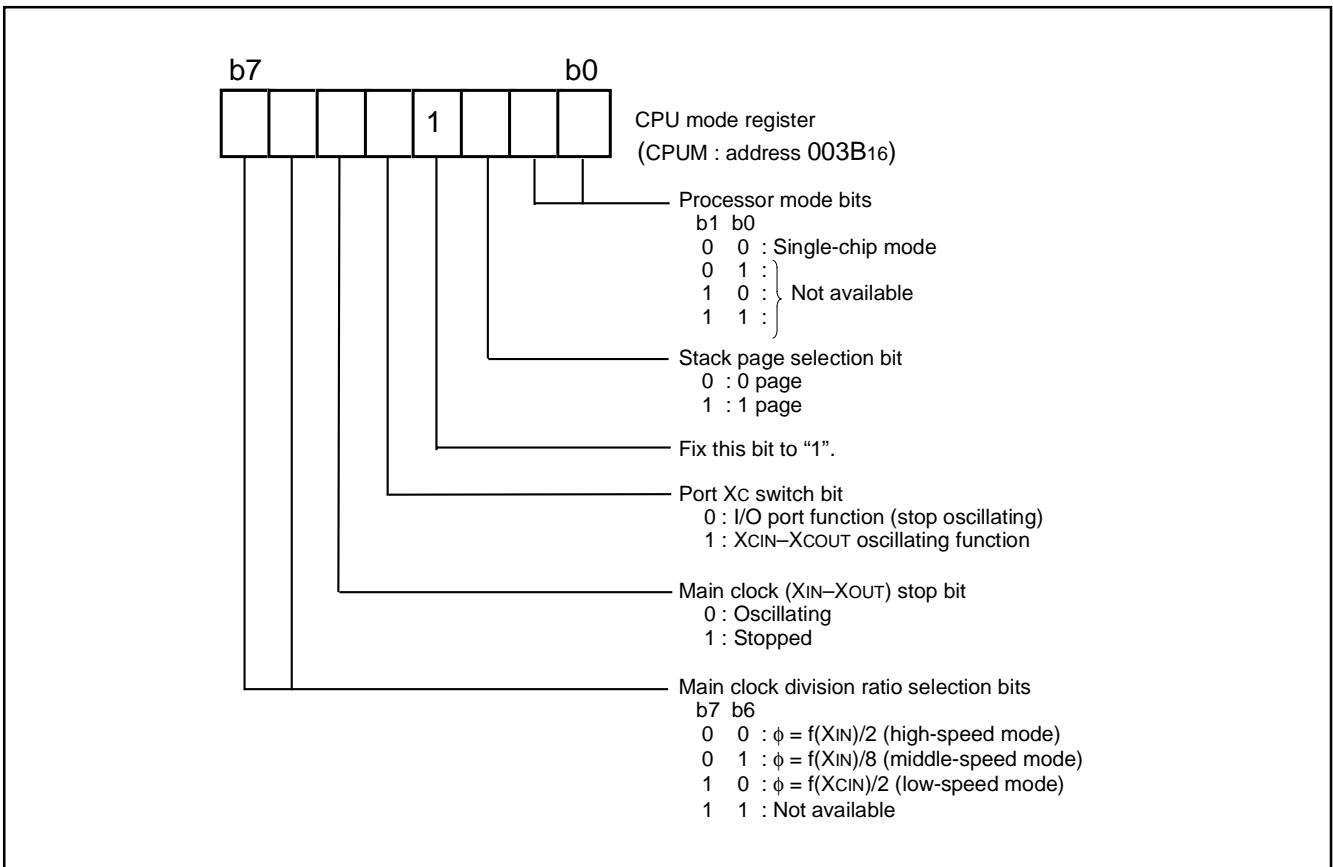 b7 b0
1
CPU mode register
(CPUM : address 003B16)
Processor mode bits
b1 b0
0 0 : Single-chip mode
0 1 :
1 0 : Not available
1 1 :
Stack page selection bit
0 : 0 page
1 : 1 page
Fix this bit to “1”.
Port XC switch bit
0 : I/O port function (stop oscillating)
1 : XCIN–XCOUT oscillating function
Main clock (XIN–XOUT) stop bit
0 : Oscillating
1 : Stopped
Main clock division ratio selection bits
b7 b6
0 0 : φ = f(XIN)/2 (high-speed mode)
0 1 : φ = f(XIN)/8 (middle-speed mode)
1 0 : φ = f(XCIN)/2 (low-speed mode)
1 1 : Not available